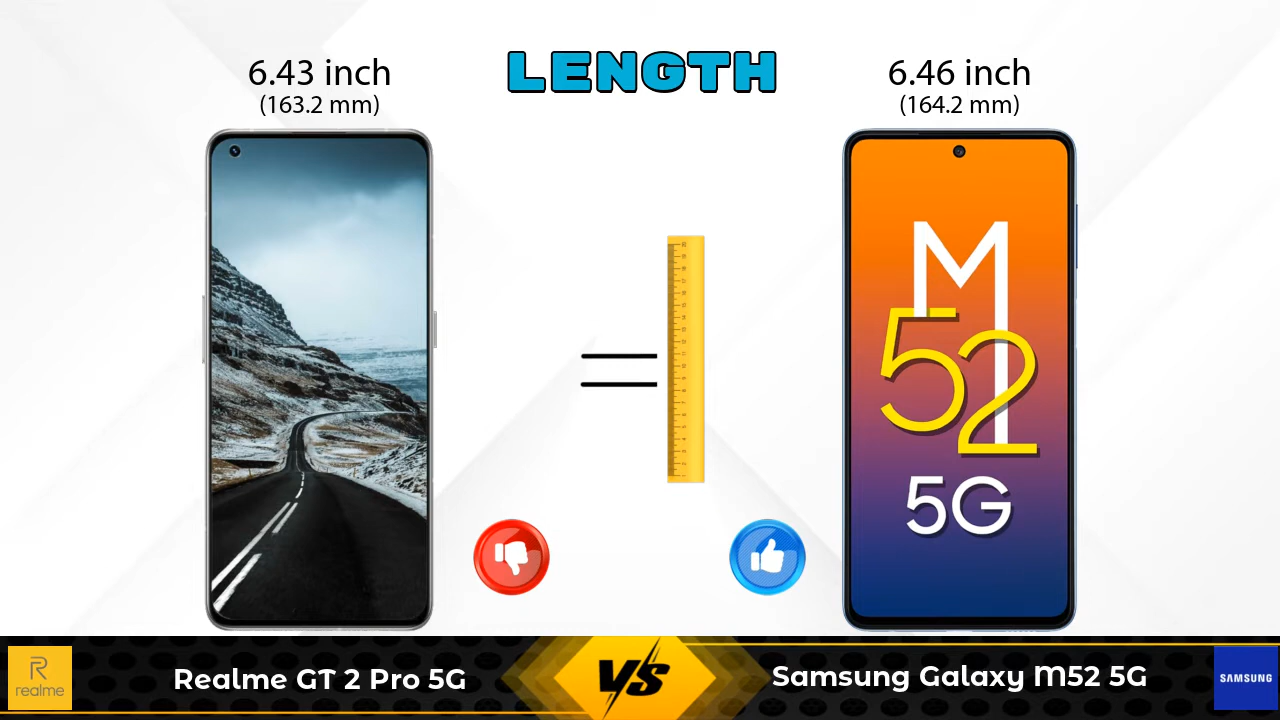 LENGTH
6.43 inch
(163.2 mm)
6.46 inch
(164.2 mm)
M
52
5G
R
realme
Realme GT 2 Pro 5G
VS
Samsung Galaxy M52 5G
SAMSUNG